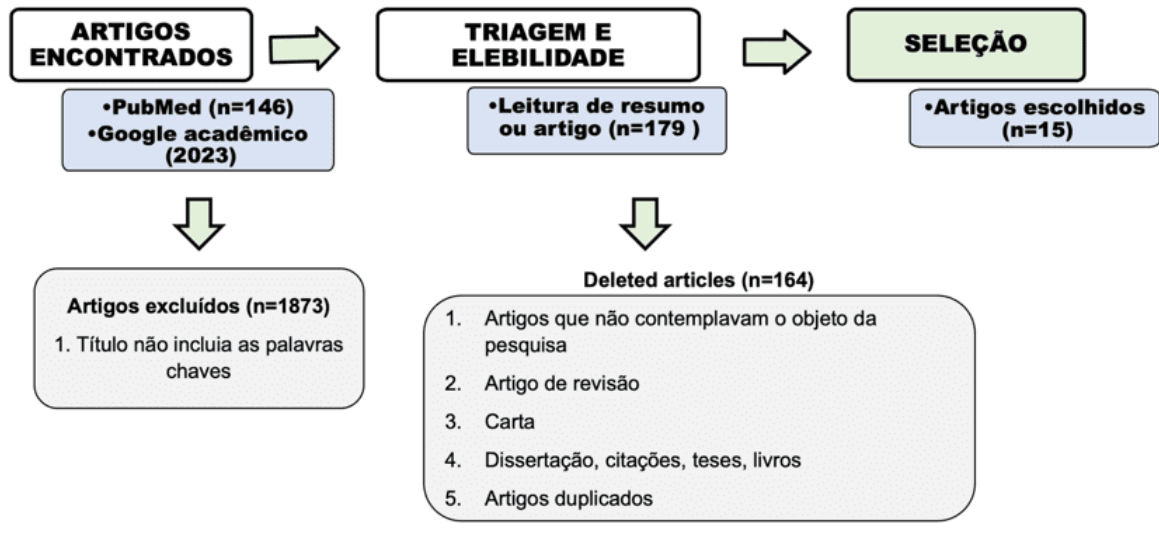 ARTIGOS
ENCONTRADOS
•PubMed (n=146)
•Google acadêmico
(2023)
Artigos excluídos (n=1873)
1. Título não incluia as palavras
chaves
TRIAGEM E
ELEBILIDADE
•Leitura de resumo
ou artigo (n=179 )
Deleted articles (n=164)
1. Artigos que não contemplavam o objeto da
pesquisa
2. Artigo de revisão
3. Carta
4. Dissertação, citações, teses, livros
5. Artigos duplicados
SELEÇÃO
•Artigos escolhidos
(n=15)